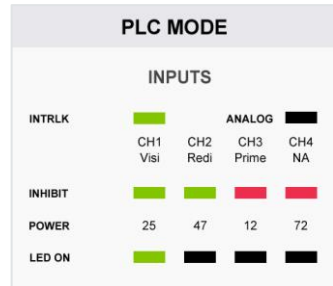 PLC MODE
INPUTS
INTRLK ANALOG
CH1 CH2 CH3 CH4
Visi Redi Prime NA
INHIBIT
POWER 25 47 12 72
LED ON